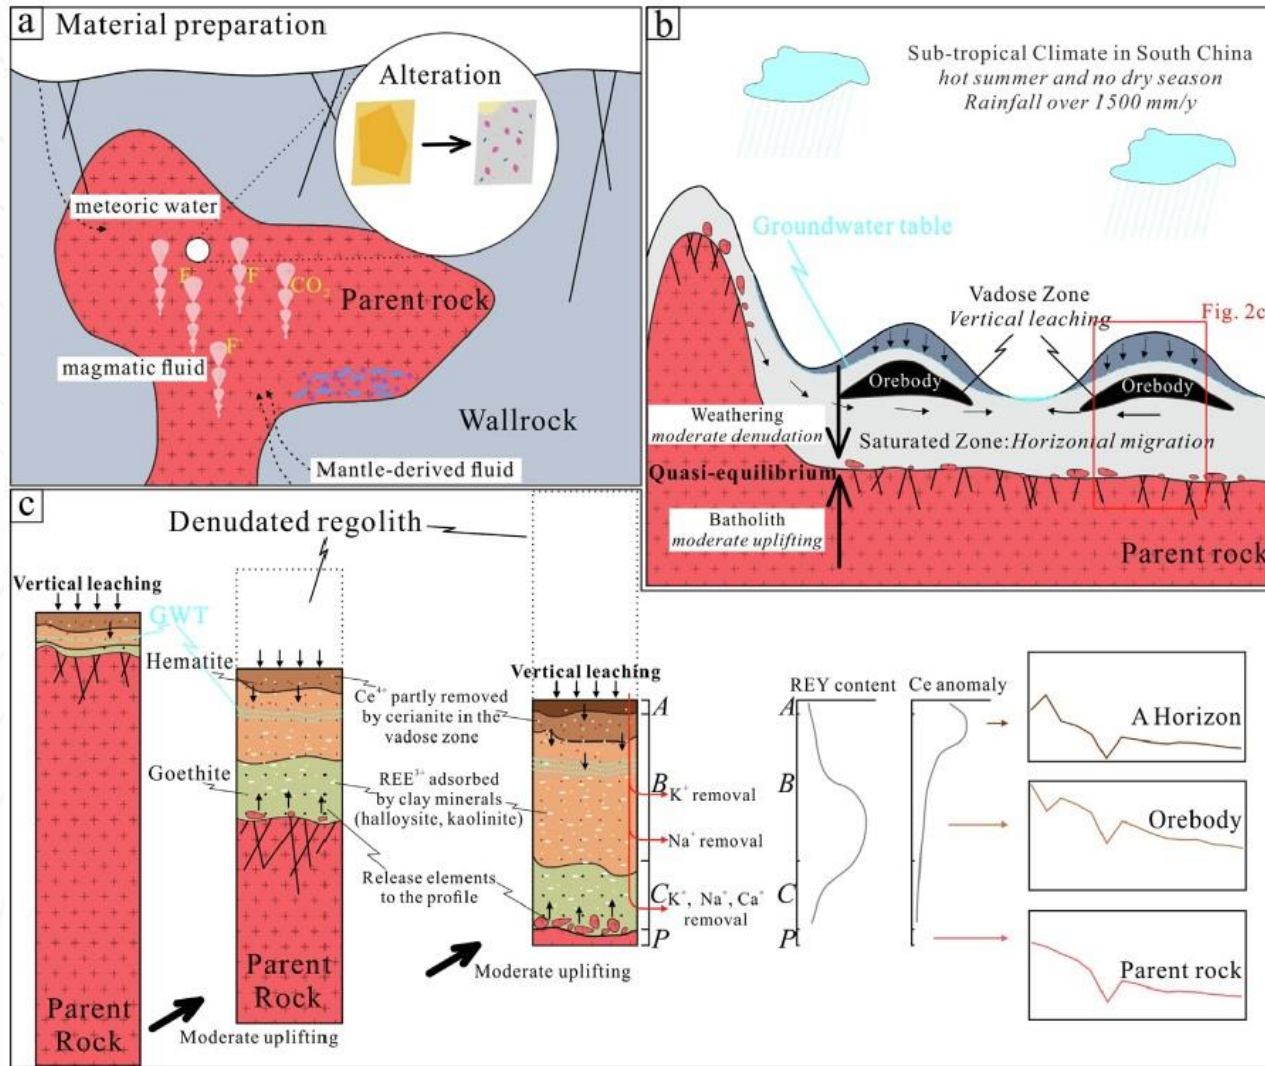 a
Material preparation
Alteration
meteoric water
F
F
CO₂
Parent rock
magmatic fluid
F
Wallrock
Mantle-derived fluid
b
Sub-tropical Climate in South China
hot summer and no dry season
Rainfall over 1500 mm/y
Groundwater table
Vadose Zone
Vertical leaching
Fig. 2c
Orebody
Orebody
Weathering
moderate denudation
Saturated Zone:Horizontal migration
Quasi-equilibrium
Batholith
moderate uplifting
Parent rock
c
Denudated regolith
Vertical leaching
GWT
Hematite
Ce⁴⁺ partly removed
by cerianite in the
vadose zone
Goethite
REE³⁺ adsorbed
by clay minerals
(halloysite, kaolinite)
Release elements
to the profile
Parent
Rock
Moderate uplifting
Parent
Rock
Moderate uplifting
Vertical leaching
A
B
K⁺ removal
Na⁺ removal
C
K⁺, Na⁺, Ca⁺
removal
P
REY content
A
B
C
P
Ce anomaly
A Horizon
Orebody
Parent rock